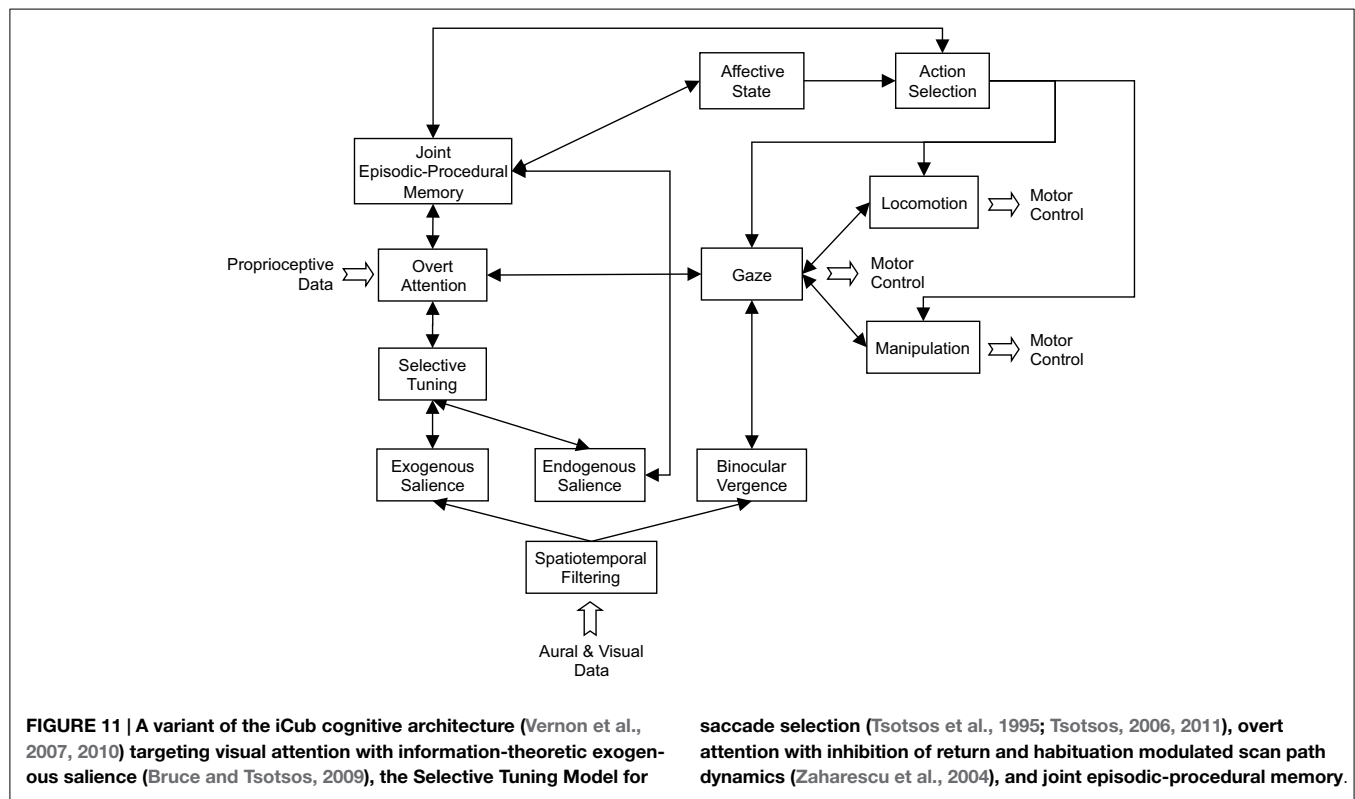 Affective
State
Action
Selection
Joint
Episodic-Procedural
Memory
Locomotion
Motor
Control
Proprioceptive
Data
Overt
Attention
Gaze
Motor
Control
Selective
Tuning
Manipulation
Motor
Control
Exogenous
Salience
Endogenous
Salience
Binocular
Vergence
Spatiotemporal
Filtering
Aural & Visual
Data
FIGURE 11 | A variant of the iCub cognitive architecture (Vernon et al.,
2007, 2010) targeting visual attention with information-theoretic exogen-
ous salience (Bruce and Tsotsos, 2009), the Selective Tuning Model for
saccade selection (Tsotsos et al., 1995; Tsotsos, 2006, 2011), overt
attention with inhibition of return and habituation modulated scan path
dynamics (Zaharescu et al., 2004), and joint episodic-procedural memory.